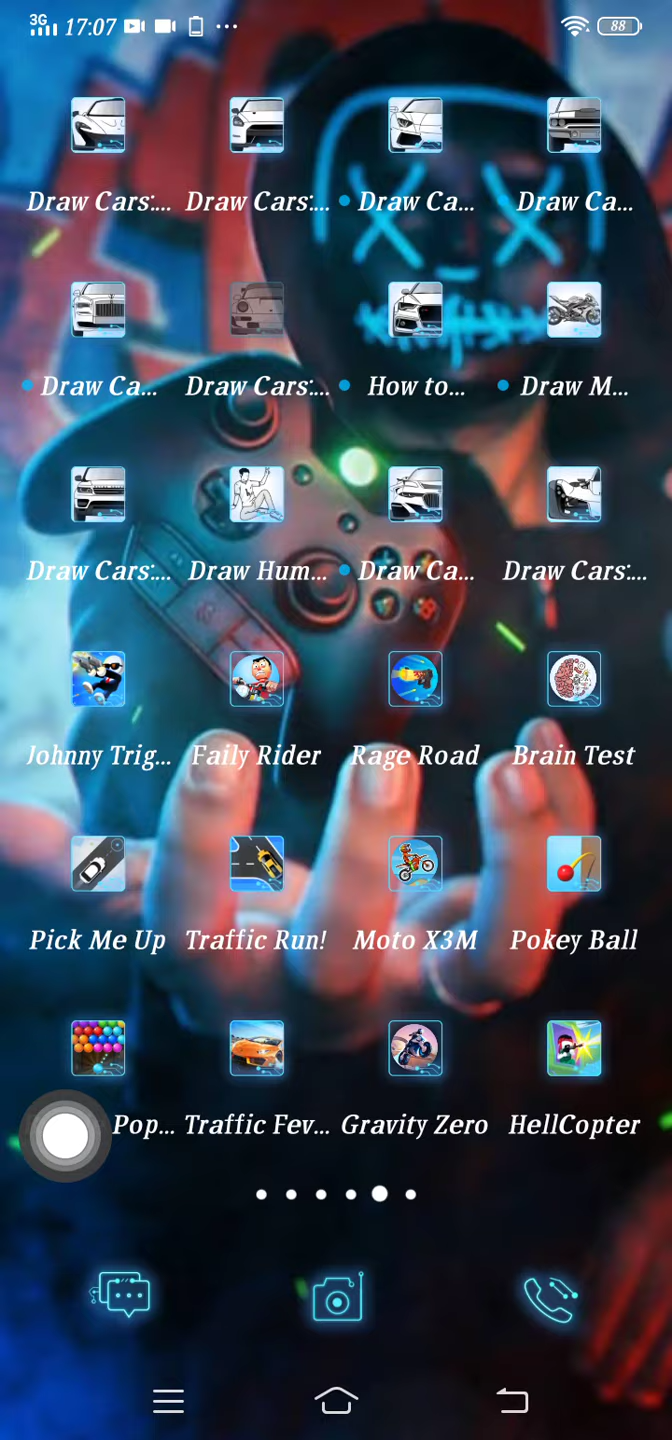 3G 17:07 88
Draw Cars:... Draw Cars:... Draw Ca... Draw Ca...
Draw Ca... Draw Cars:... How to... Draw M...
Draw Cars:... Draw Hum... Draw Ca... Draw Cars:...
Johnny Trig... Faily Rider Rage Road Brain Test
Pick Me Up Traffic Run! Moto X3M Pokey Ball
Pop... Traffic Fev... Gravity Zero HellCopter